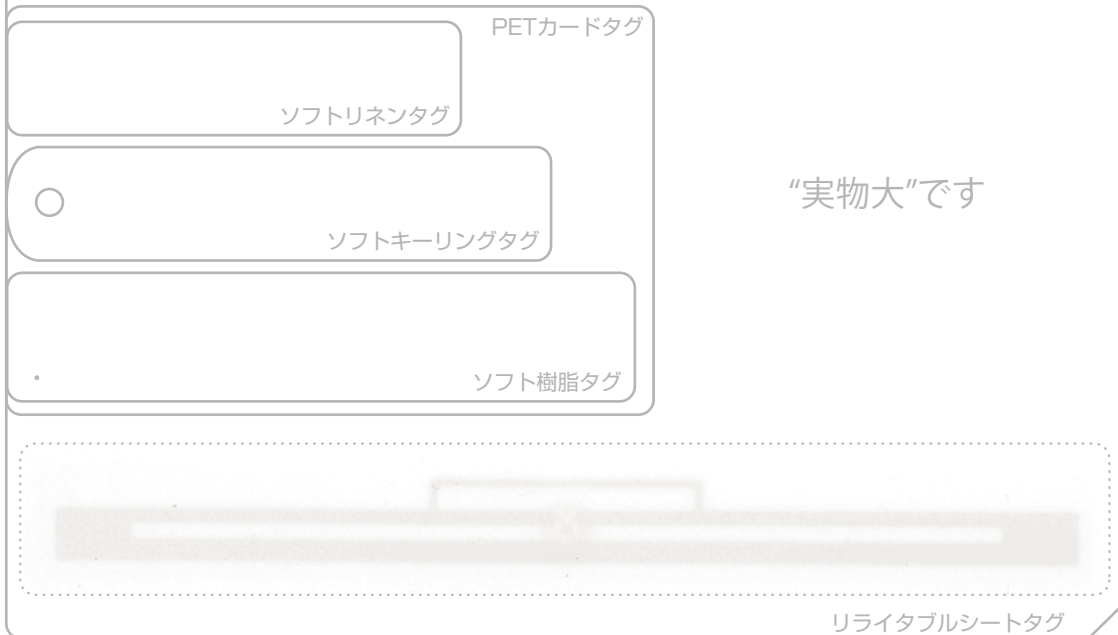 PETカードタグ
ソフトリネンタグ
“実物大”です
ソフトキーリングタグ
ソフト樹脂タグ
リライタブルシートタグ